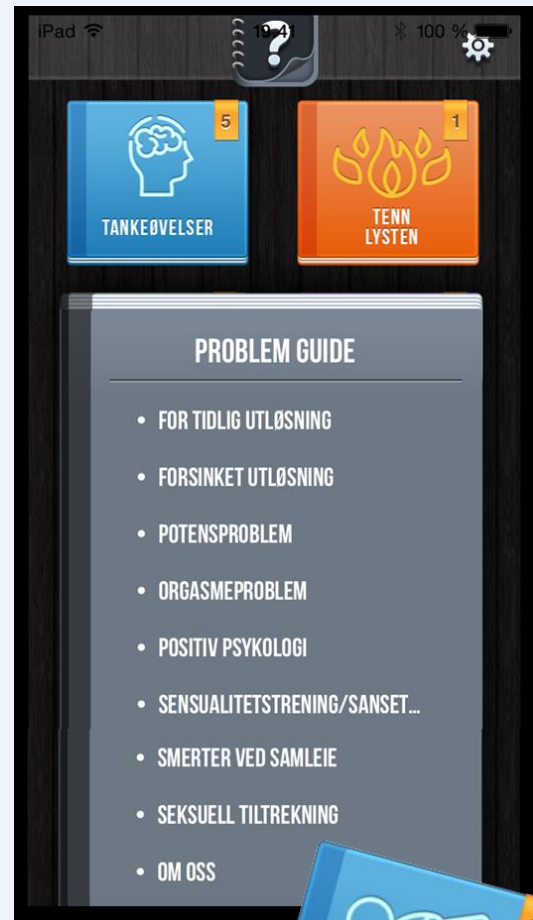 iPad 19:41 100 %
?
5
1
TANKEØVELSER
TENN
LYSTEN
PROBLEM GUIDE
• FOR TIDLIG UTLØSNING
• FORSINKET UTLØSNING
• POTENSPROBLEM
• ORGASMEPROBLEM
• POSITIV PSYKOLOGI
• SENSUALITETSTRENING/SANSET...
• SMERTER VED SAMLEIE
• SEKSUELL TILTREKNING
• OM OSS